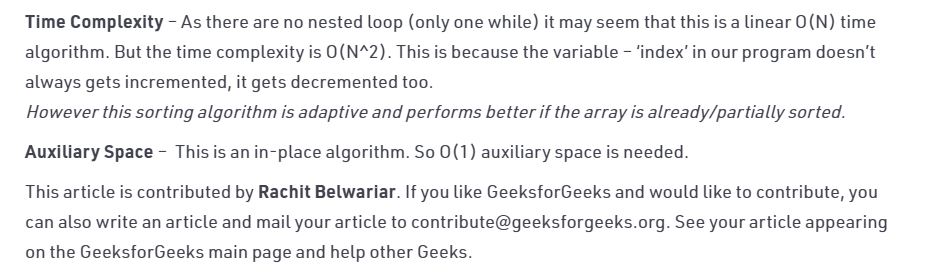 Time Complexity – As there are no nested loop (only one while) it may seem that this is a linear O(N) time
algorithm. But the time complexity is O(N^2). This is because the variable – ‘index’ in our program doesn’t
always gets incremented, it gets decremented too.
However this sorting algorithm is adaptive and performs better if the array is already/partially sorted.
Auxiliary Space – This is an in-place algorithm. So O(1) auxiliary space is needed.
This article is contributed by Rachit Belwariar. If you like GeeksforGeeks and would like to contribute, you
can also write an article and mail your article to contribute@geeksforgeeks.org. See your article appearing
on the GeeksforGeeks main page and help other Geeks.